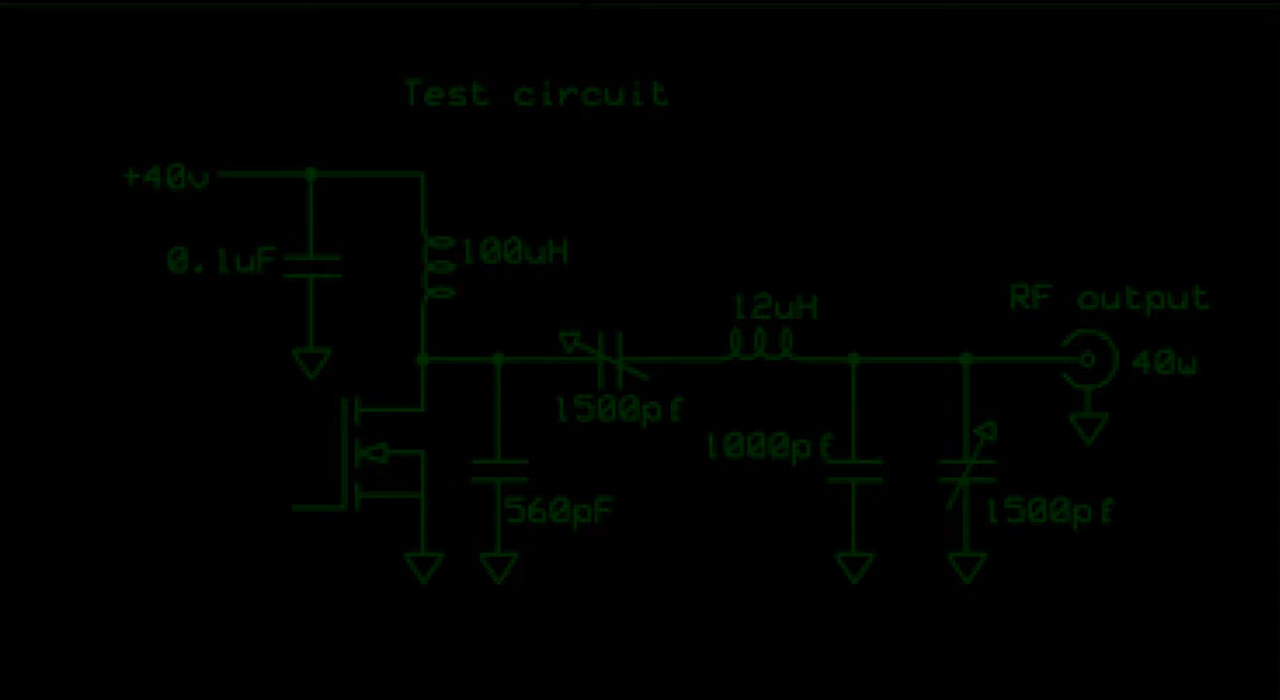 Test circuit
+40v
0.1uF
100uH
12uH
RF output
40w
1500pf
1000pf
560pF
1500pf